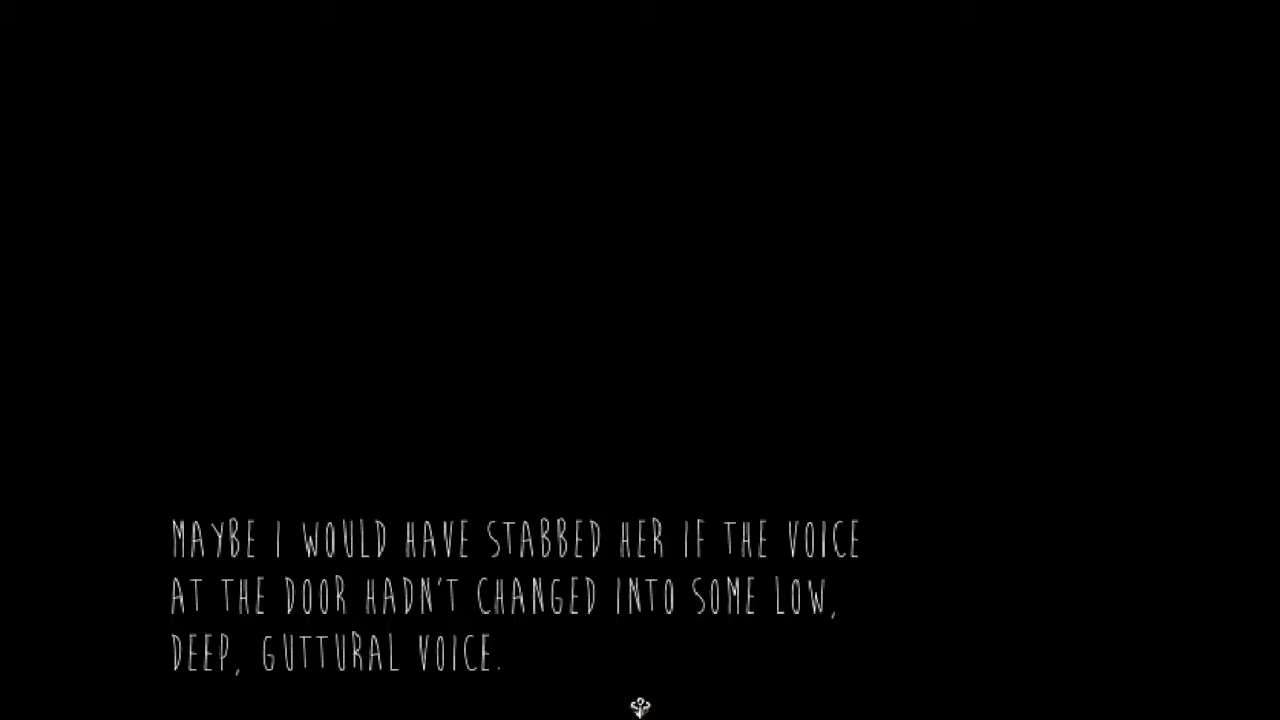 MAYBE I WOULD HAVE STABBED HER IF THE VOICE
AT THE DOOR HADN'T CHANGED INTO SOME LOW,
DEEP, GUTTURAL VOICE.